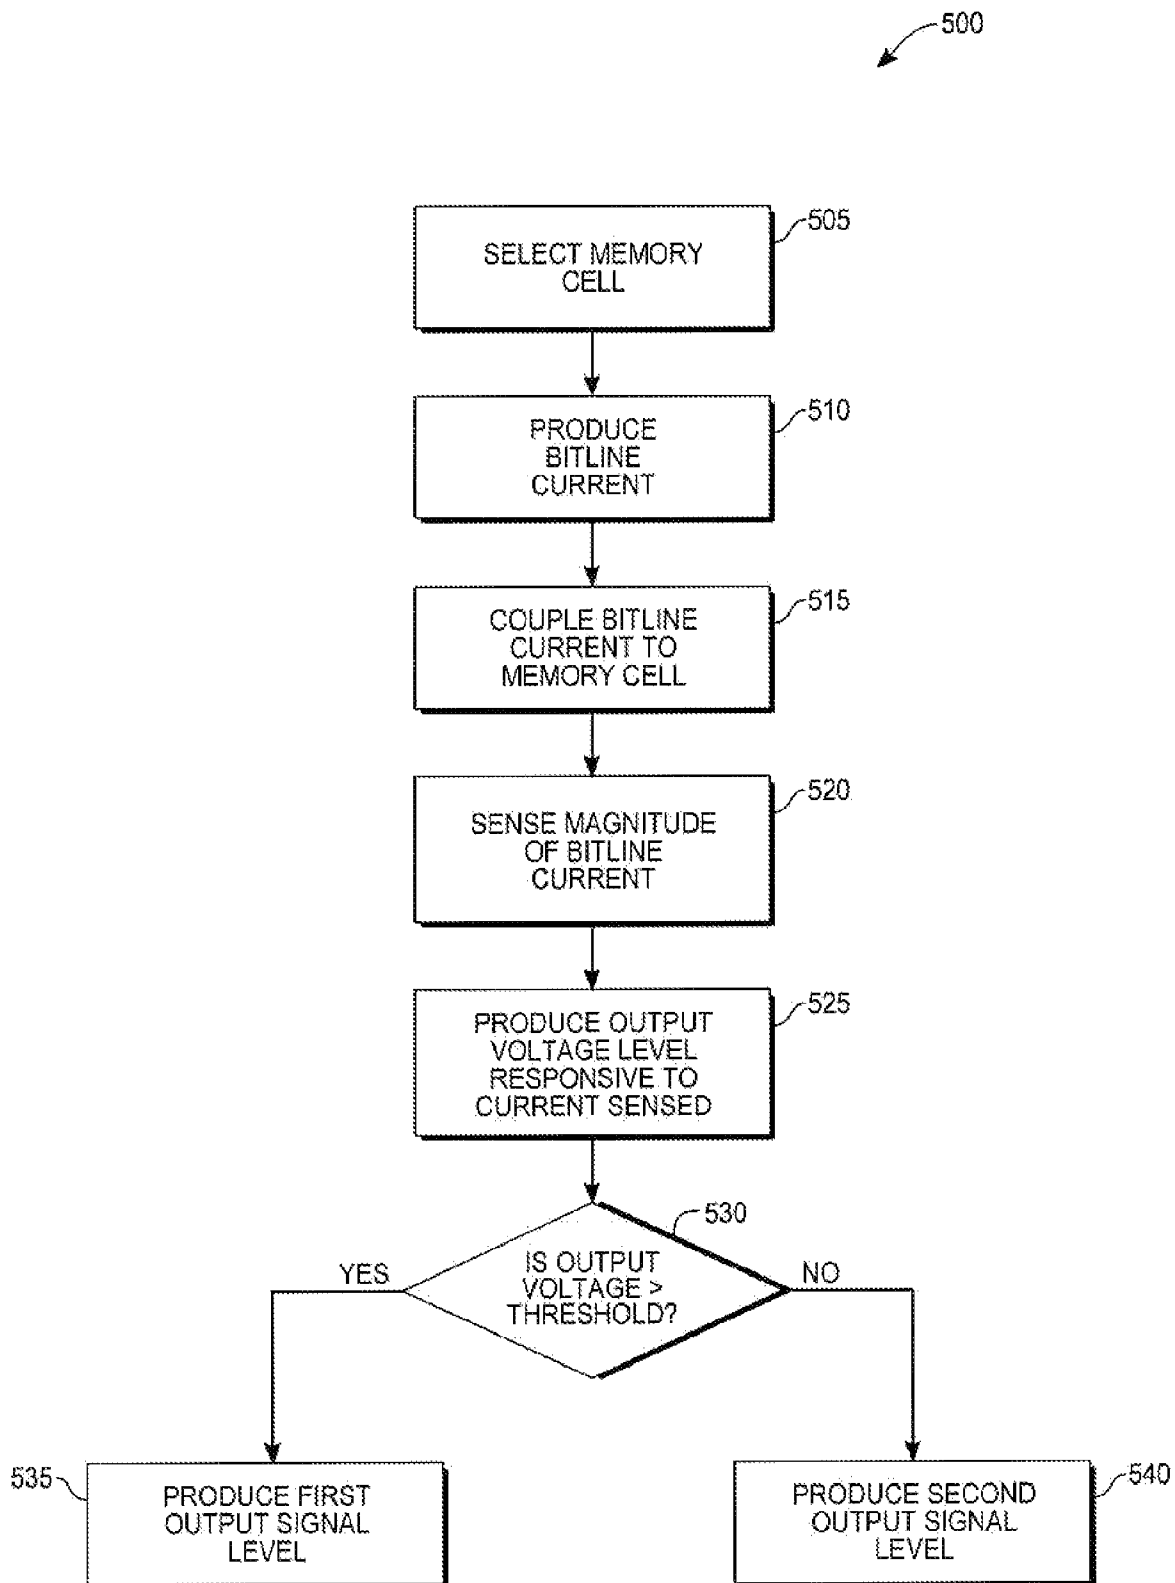 500
505
SELECT MEMORY
CELL
510
PRODUCE
BITLINE
CURRENT
515
COUPLE BITLINE
CURRENT TO
MEMORY CELL
520
SENSE MAGNITUDE
OF BITLINE
CURRENT
525
PRODUCE OUTPUT
VOLTAGE LEVEL
RESPONSIVE TO
CURRENT SENSED
530
YES
IS OUTPUT
VOLTAGE >
THRESHOLD?
NO
535
PRODUCE FIRST
OUTPUT SIGNAL
LEVEL
540
PRODUCE SECOND
OUTPUT SIGNAL
LEVEL